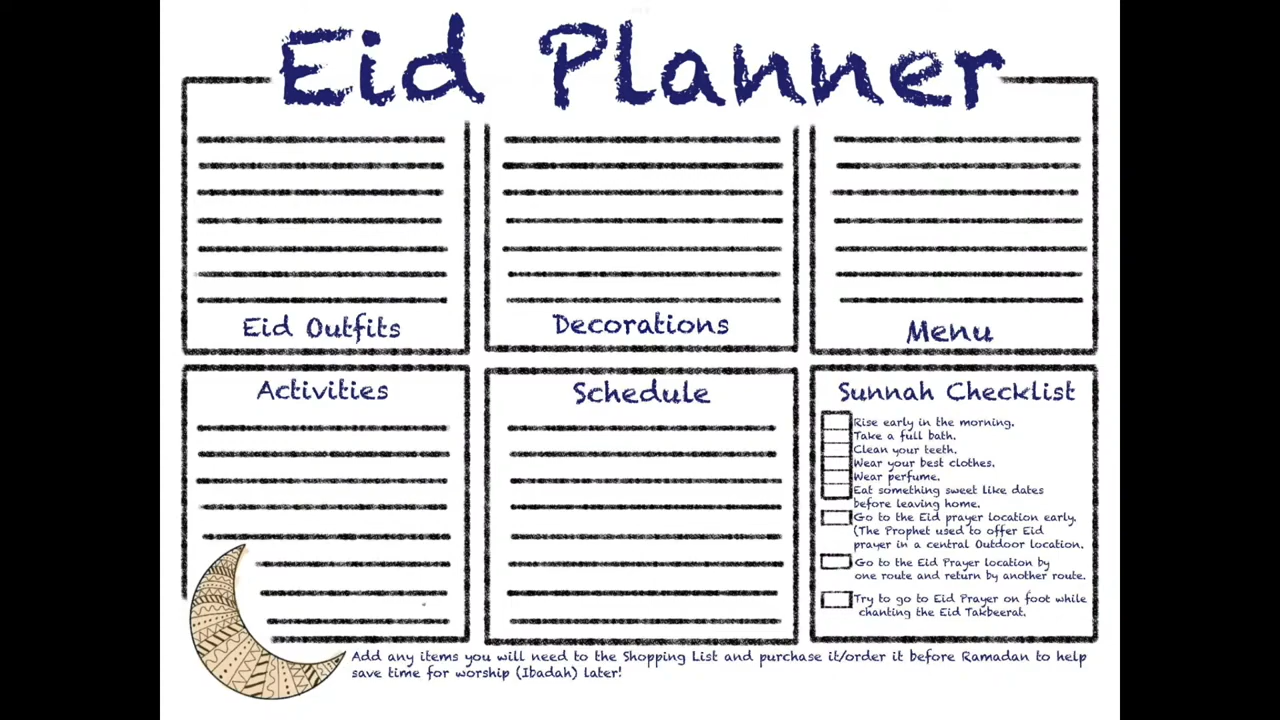 Eid Planner
Eid Outfits
Decorations
Menu
Activities
Schedule
Sunnah Checklist
Rise early in the morning.
Take a full bath.
Clean your teeth.
Wear your best clothes.
Wear perfume.
Eat something sweet like dates
before leaving home.
Go to the Eid prayer location early.
(The Prophet used to offer Eid
prayer in a central Outdoor location.
Go to the Eid Prayer location by
one route and return by another route.
Try to go to Eid Prayer on foot while
chanting the Eid Takbeerat.
Add any items you will need to the Shopping List and purchase it/order it before Ramadan to help
save time for worship (Ibadah) later!